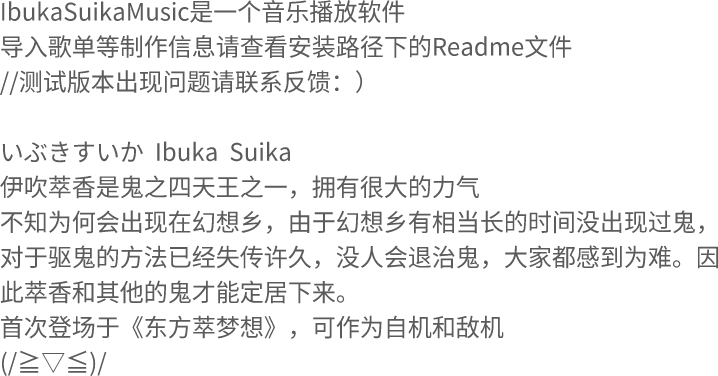 IbukaSuikaMusic是一个音乐播放软件
导入歌单等制作信息请查看安装路径下的Readme文件
//测试版本出现问题请联系反馈：）
いぶきすいか Ibuka Suika
伊吹萃香是鬼之四天王之一，拥有很大的力气
不知为何会出现在幻想乡，由于幻想乡有相当长的时间没出现过鬼，
对于驱鬼的方法已经失传许久，没人会退治鬼，大家都感到为难。因
此萃香和其他的鬼才能定居下来。
首次登场于《东方萃梦想》，可作为自机和敌机
(/≧▽≦)/